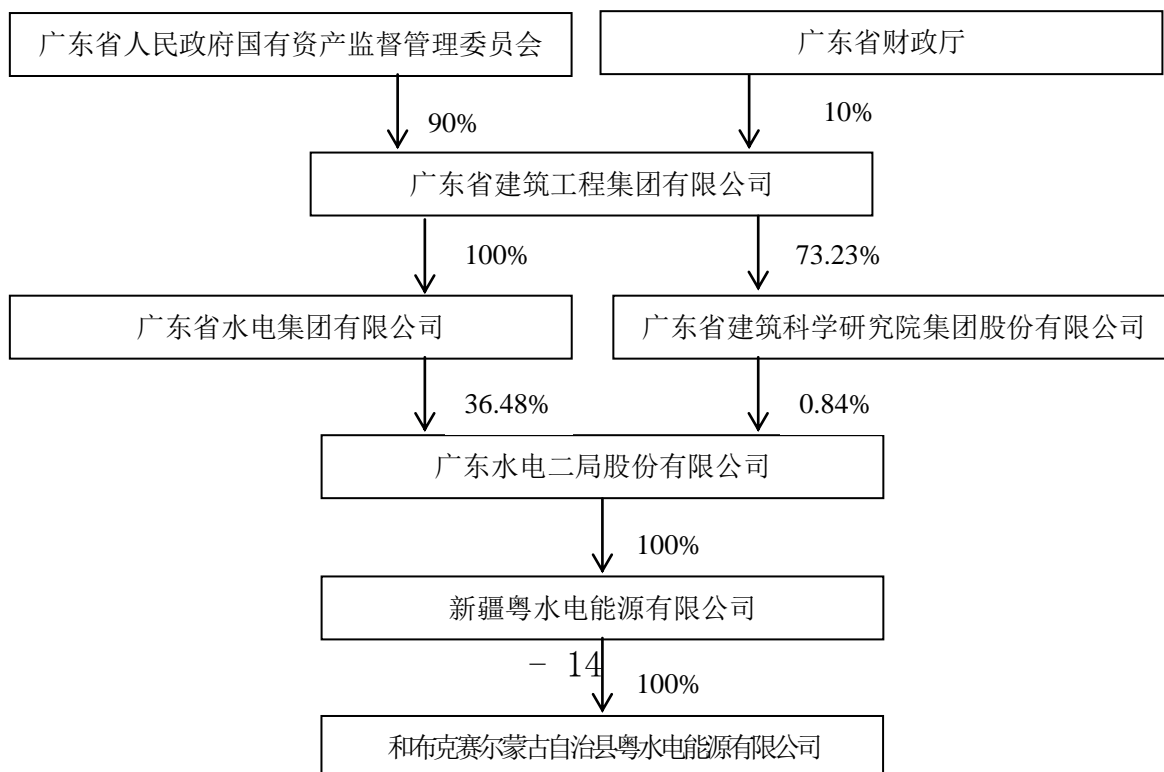 广东省人民政府国有资产监督管理委员会
广东省财政厅
90%
10%
广东省建筑工程集团有限公司
100%
73.23%
广东省水电集团有限公司
广东省建筑科学研究院集团股份有限公司
36.48%
0.84%
广东水电二局股份有限公司
100%
新疆粤水电能源有限公司
- 14
100%
和布克赛尔蒙古自治县粤水电能源有限公司